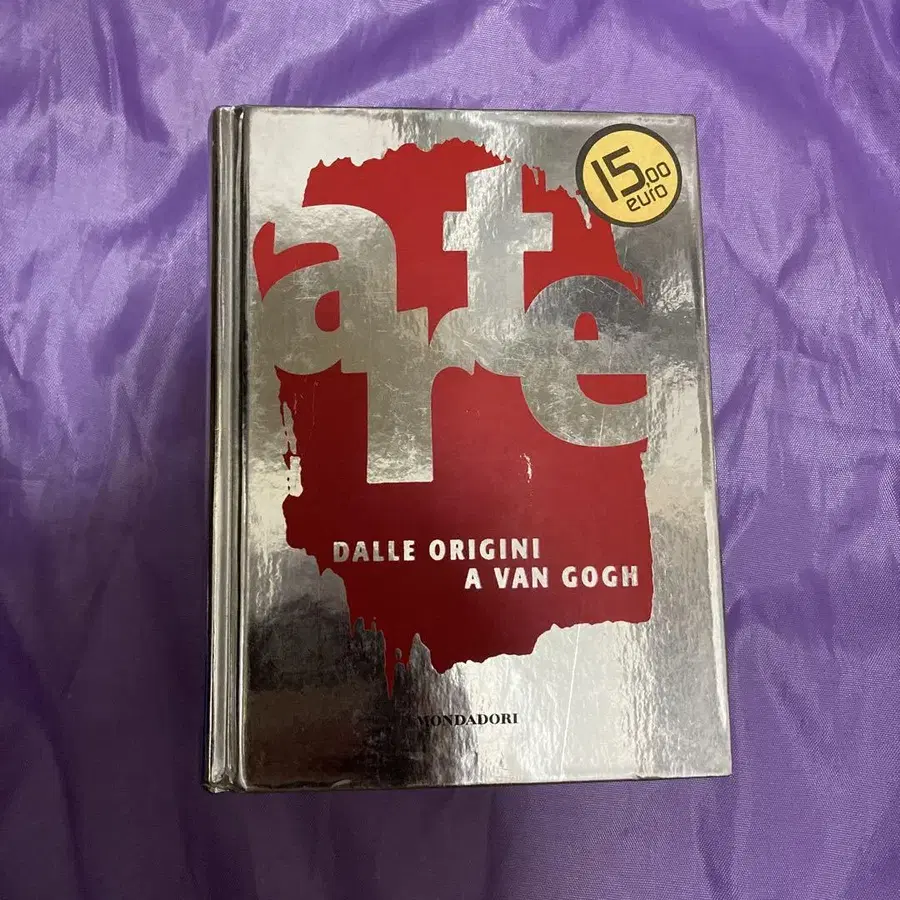 15,00
euro
arte
DALLE ORIGINI
A VAN GOGH
MONDADORI